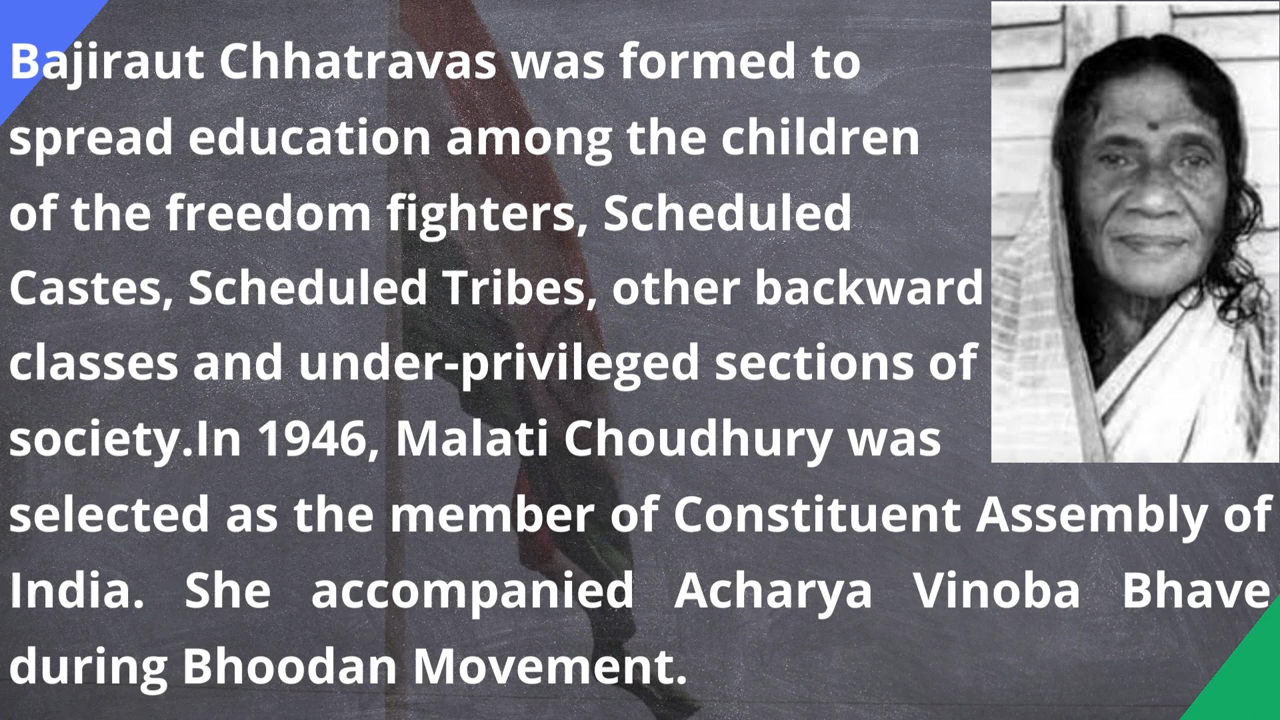 Bajiraut Chhatravas was formed to
spread education among the children
of the freedom fighters, Scheduled
Castes, Scheduled Tribes, other backward
classes and under-privileged sections of
society.In 1946, Malati Choudhury was
selected as the member of Constituent Assembly of
India. She accompanied Acharya Vinoba Bhave
during Bhoodan Movement.